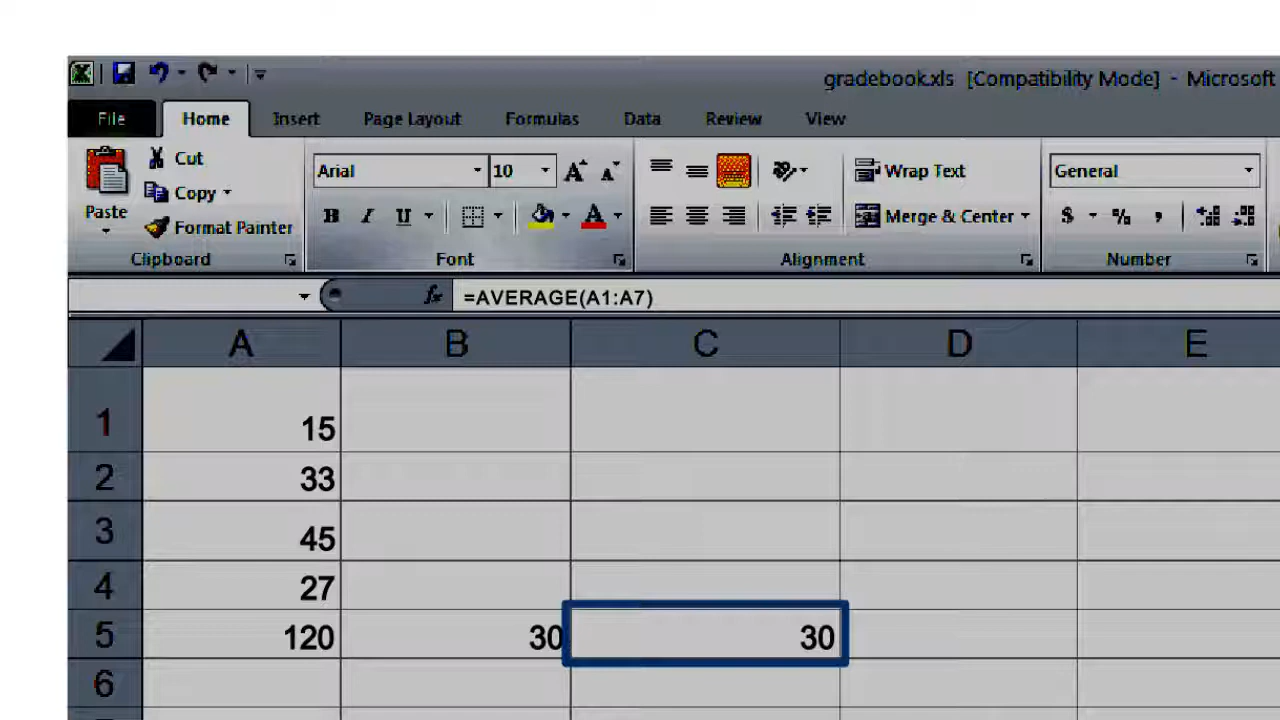 gradebook.xls [Compatibility Mode] - Microsoft
File Home Insert Page Layout Formulas Data Review View
Cut
Copy
Paste
Format Painter
Clipboard
Arial 10 A A
B I U A
Font
Wrap Text
Merge & Center
Alignment
General
$ % ,
Number
fx =AVERAGE(A1:A7)
A B C D E
1 15
2 33
3 45
4 27
5 120 30 30
6